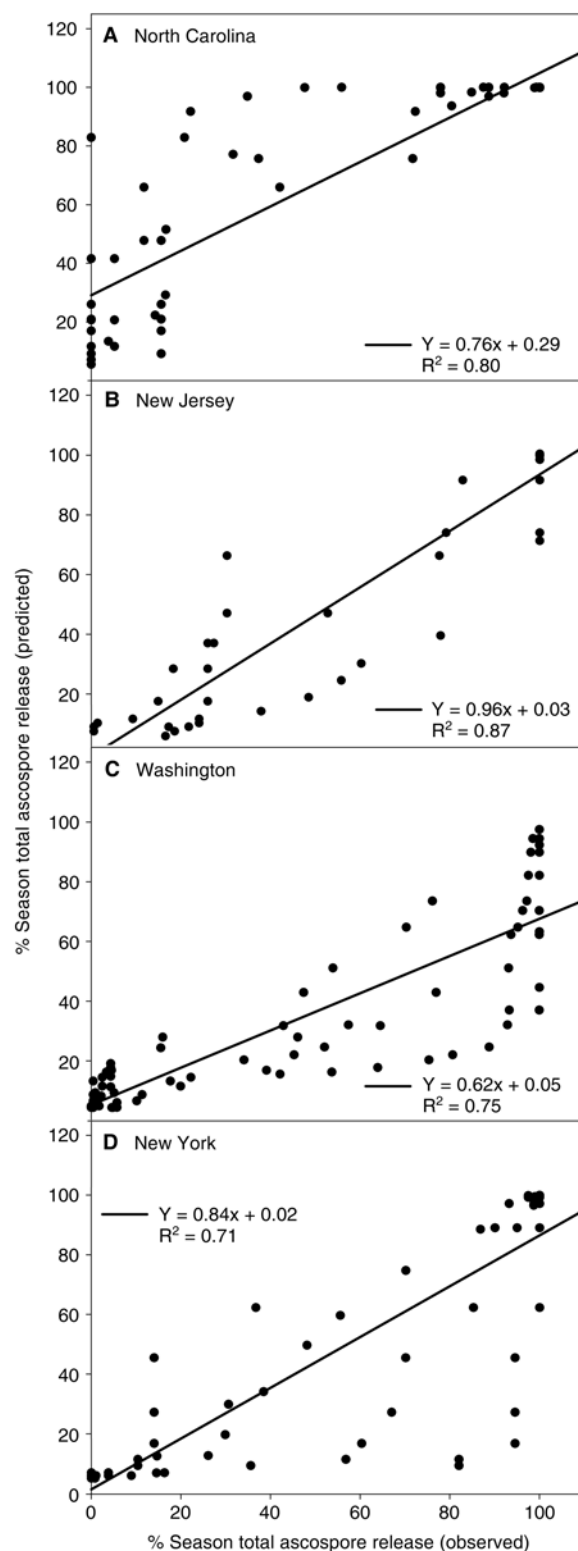 120
A North Carolina
100
80
60
40
20
Y = 0.76x + 0.29
R² = 0.80
120
B New Jersey
100
80
60
40
20
Y = 0.96x + 0.03
R² = 0.87
% Season total ascospore release (predicted)
120
C Washington
100
80
60
40
20
Y = 0.62x + 0.05
R² = 0.75
120
D New York
100
Y = 0.84x + 0.02
R² = 0.71
80
60
40
20
0
0 20 40 60 80 100
% Season total ascospore release (observed)